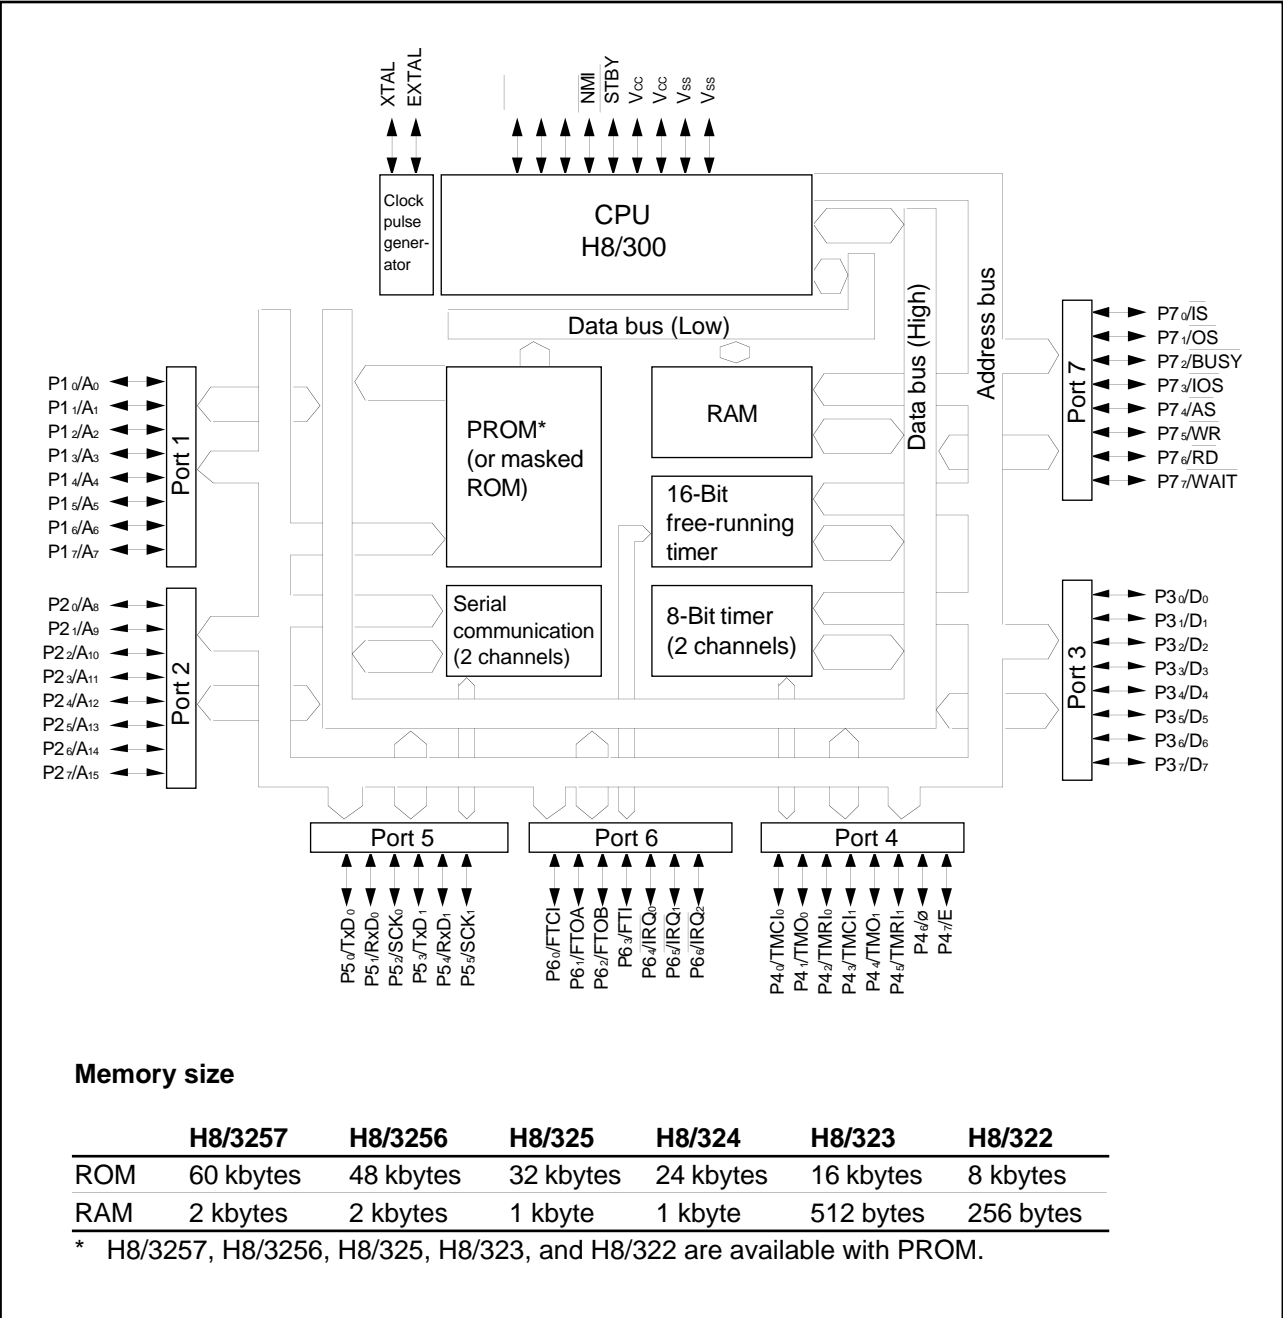 XTAL
EXTAL
NMI
STBY
Vcc
Vcc
Vss
Vss
Clock
pulse
gener-
ator
CPU
H8/300
Data bus (Low)
Data bus (High)
Address bus
Port 1
P1₀/A₀
P1₁/A₁
P1₂/A₂
P1₃/A₃
P1₄/A₄
P1₅/A₅
P1₆/A₆
P1₇/A₇
PROM*
(or masked
ROM)
RAM
16-Bit
free-running
timer
Serial
communication
(2 channels)
8-Bit timer
(2 channels)
Port 7
P7₀/IS
P7₁/OS
P7₂/BUSY
P7₃/IOS
P7₄/AS
P7₅/WR
P7₆/RD
P7₇/WAIT
Port 2
P2₀/A₈
P2₁/A₉
P2₂/A₁₀
P2₃/A₁₁
P2₄/A₁₂
P2₅/A₁₃
P2₆/A₁₄
P2₇/A₁₅
Port 3
P3₀/D₀
P3₁/D₁
P3₂/D₂
P3₃/D₃
P3₄/D₄
P3₅/D₅
P3₆/D₆
P3₇/D₇
Port 5
P5₀/TxD₀
P5₁/RxD₀
P5₂/SCK₀
P5₃/TxD₁
P5₄/RxD₁
P5₅/SCK₁
Port 6
P6₀/FTCI
P6₁/FTOA
P6₂/FTOB
P6₃/FTI
P6₄/IRQ₀
P6₅/IRQ₁
P6₆/IRQ₂
Port 4
P4₀/TMCI₀
P4₁/TMO₀
P4₂/TMRI₀
P4₃/TMCI₁
P4₄/TMO₁
P4₅/TMRI₁
P4₆/ø
P4₇/E
Memory size
H8/3257 H8/3256 H8/325 H8/324 H8/323 H8/322
ROM 60 kbytes 48 kbytes 32 kbytes 24 kbytes 16 kbytes 8 kbytes
RAM 2 kbytes 2 kbytes 1 kbyte 1 kbyte 512 bytes 256 bytes
* H8/3257, H8/3256, H8/325, H8/323, and H8/322 are available with PROM.